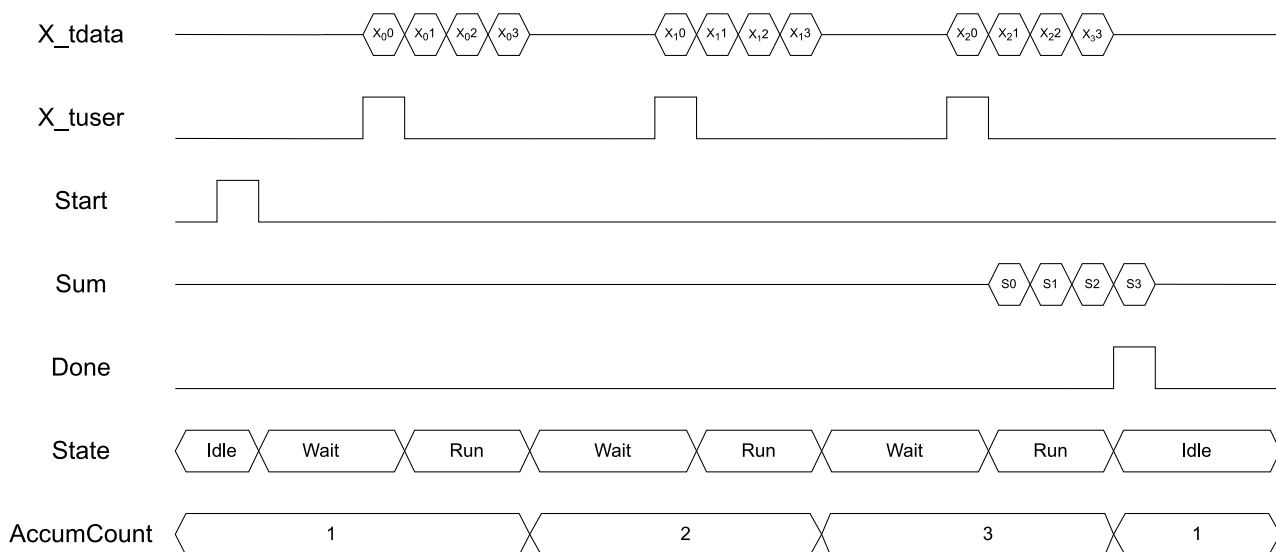 X_tdata X₀0 X₀1 X₀2 X₀3 X₁0 X₁1 X₁2 X₁3 X₂0 X₂1 X₂2 X₃3
X_tuser
Start
Sum S0 S1 S2 S3
Done
State Idle Wait Run Wait Run Wait Run Idle
AccumCount 1 2 3 1